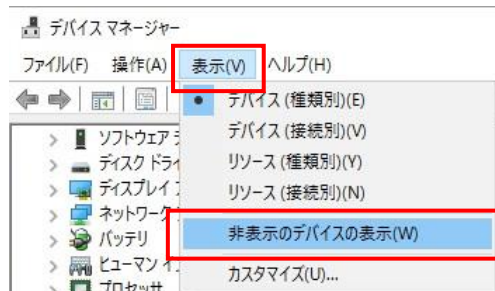 デバイス マネージャー
ファイル(F) 操作(A) 表示(V) ヘルプ(H)
デバイス (種類別)(E)
デバイス (接続別)(V)
リソース (種類別)(Y)
リソース (接続別)(N)
非表示のデバイスの表示(W)
カスタマイズ(U)...
ソフトウェア
ディスク ドライ
ディスプレイ
ネットワーク
バッテリ
ヒューマン
プロセッサ